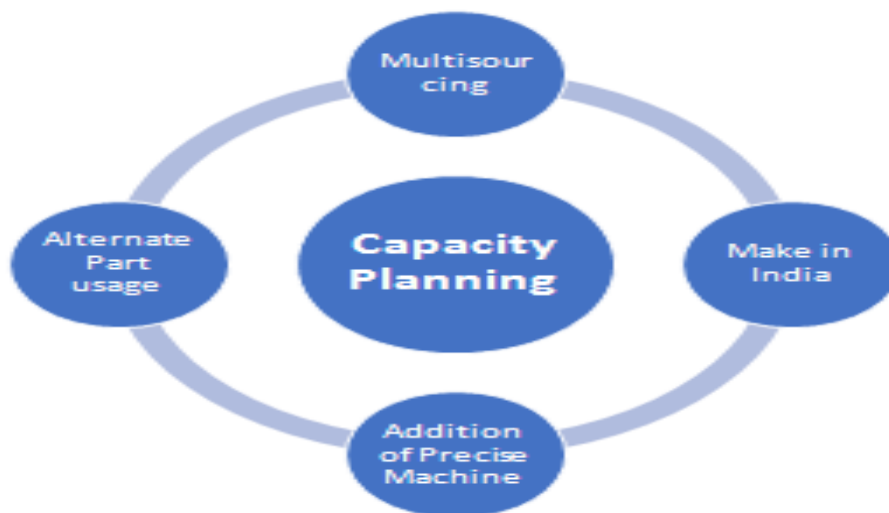 Multisour
cing
Alternate
Part
usage
Capacity
Planning
Make in
India
Addition
of Precise
Machine